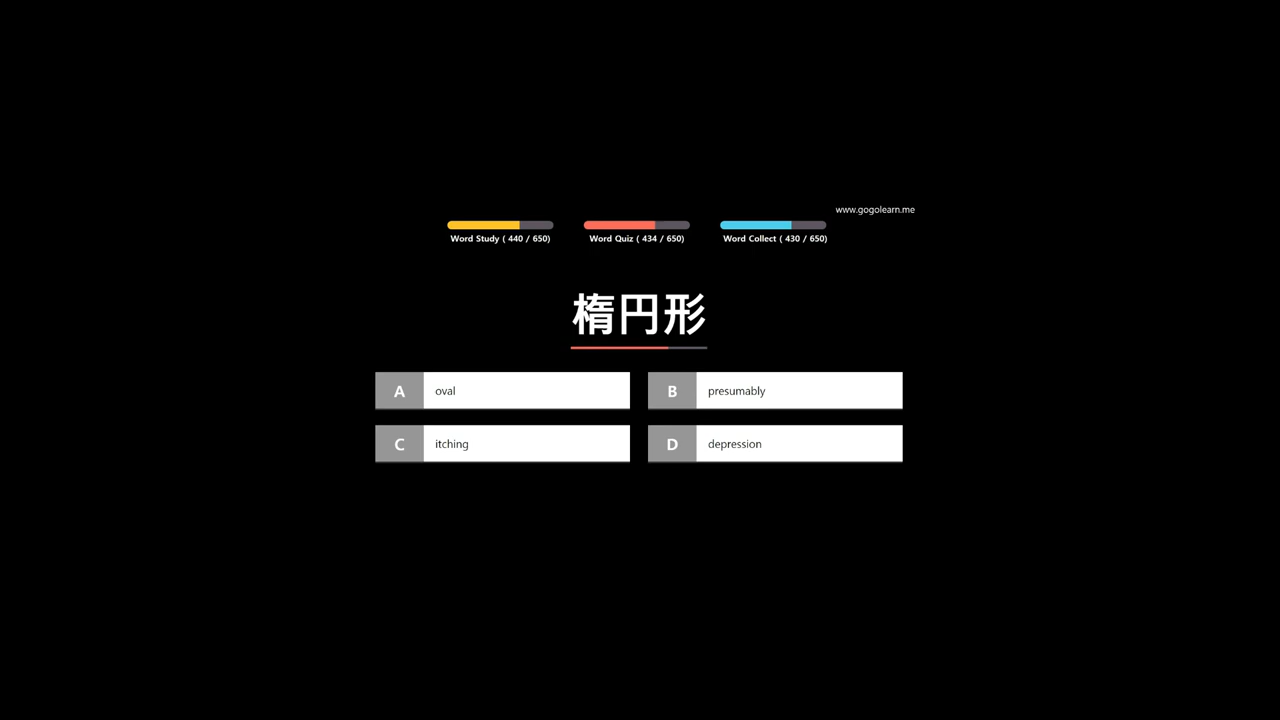 www.gogolearn.me
Word Study ( 440 / 650)
Word Quiz ( 434 / 650)
Word Collect ( 430 / 650)
楕円形
A oval
B presumably
C itching
D depression